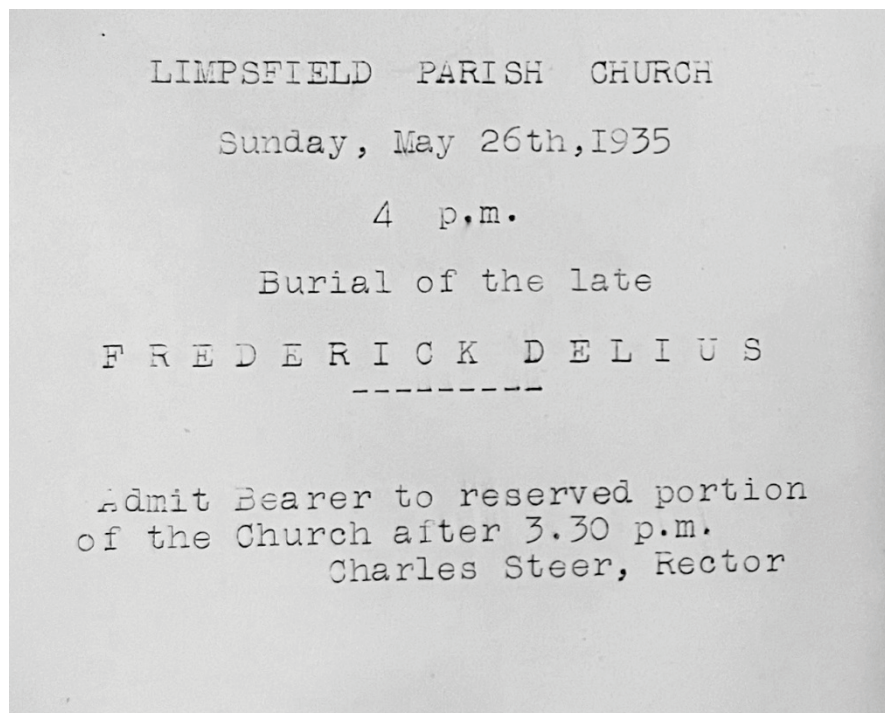 LIMPSFIELD PARISH CHURCH
Sunday, May 26th,I935
4 p.m.
Burial of the late
F R E D E R I C K D E L I U S
---------
Admit Bearer to reserved portion
of the Church after 3.30 p.m.
Charles Steer, Rector